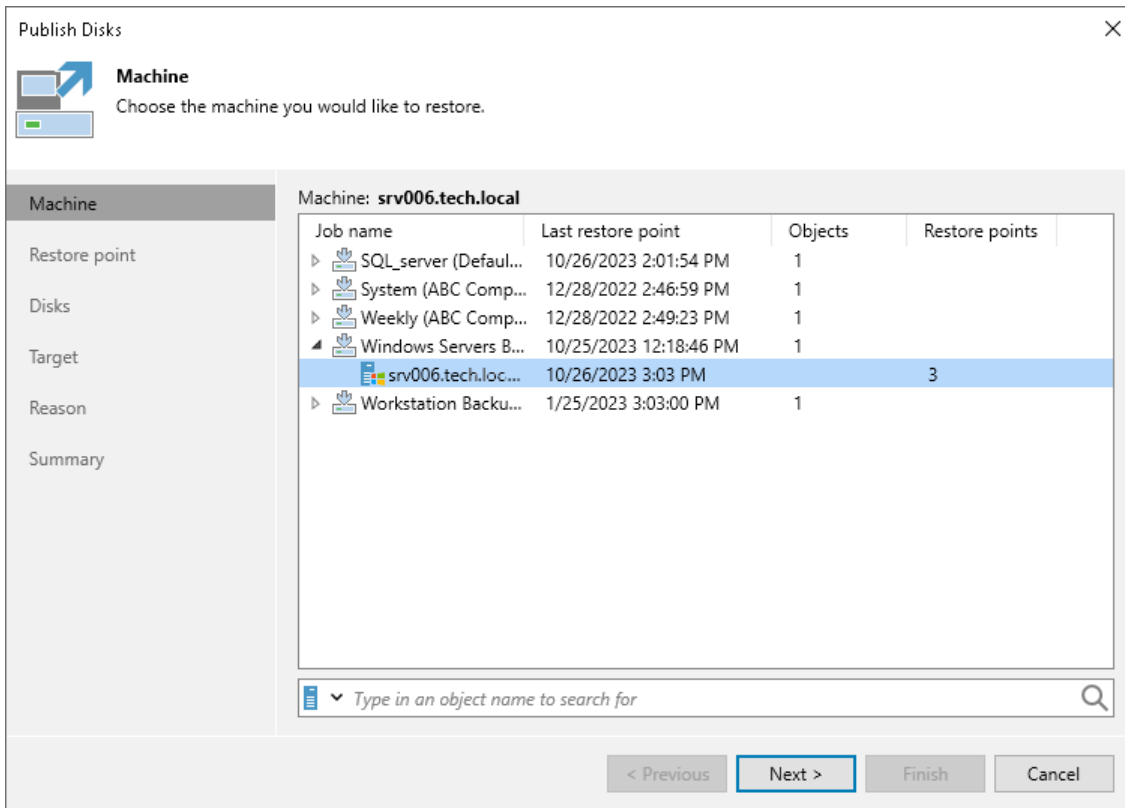 Publish Disks
Machine
Choose the machine you would like to restore.
Machine
Restore point
Disks
Target
Reason
Summary
Machine: srv006.tech.local
Job name Last restore point Objects Restore points
SQL_server (Defaul... 10/26/2023 2:01:54 PM 1
System (ABC Comp... 12/28/2022 2:46:59 PM 1
Weekly (ABC Comp... 12/28/2022 2:49:23 PM 1
Windows Servers B... 10/25/2023 12:18:46 PM 1
srv006.tech.loc... 10/26/2023 3:03 PM 3
Workstation Backu... 1/25/2023 3:03:00 PM 1
Type in an object name to search for
< Previous Next > Finish Cancel